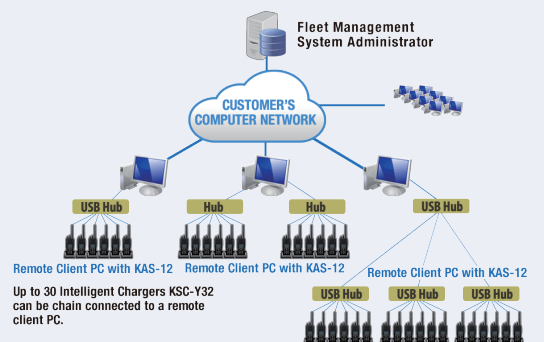 Fleet Management
System Administrator
CUSTOMER'S
COMPUTER NETWORK
USB Hub
Hub
Hub
USB Hub
Remote Client PC with KAS-12
Remote Client PC with KAS-12
Remote Client PC with KAS-12
Up to 30 Intelligent Chargers KSC-Y32
can be chain connected to a remote
client PC.
USB Hub
USB Hub
USB Hub